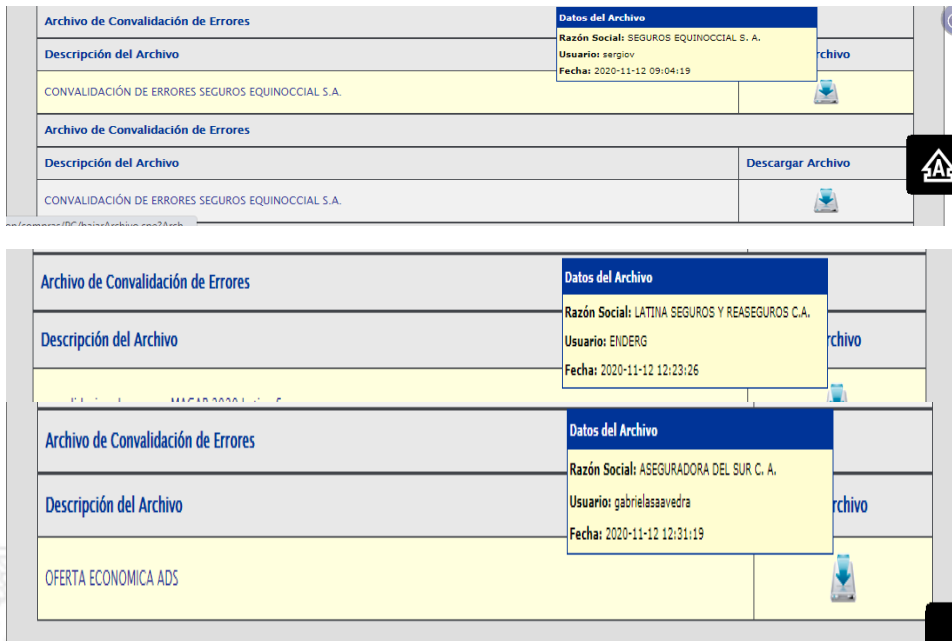 Archivo de Convalidación de Errores
Datos del Archivo
Razón Social: SEGUROS EQUINOCCIAL S. A.
Usuario: sergiov
Fecha: 2020-11-12 09:04:19
Descripción del Archivo rchivo
CONVALIDACIÓN DE ERRORES SEGUROS EQUINOCCIAL S.A.
Archivo de Convalidación de Errores
Descripción del Archivo Descargar Archivo
CONVALIDACIÓN DE ERRORES SEGUROS EQUINOCCIAL S.A.
Archivo de Convalidación de Errores
Datos del Archivo
Razón Social: LATINA SEGUROS Y REASEGUROS C.A.
Usuario: ENDERG
Fecha: 2020-11-12 12:23:26
Descripción del Archivo rchivo
Archivo de Convalidación de Errores
Datos del Archivo
Razón Social: ASEGURADORA DEL SUR C. A.
Usuario: gabrielasaavedra
Fecha: 2020-11-12 12:31:19
Descripción del Archivo rchivo
OFERTA ECONOMICA ADS